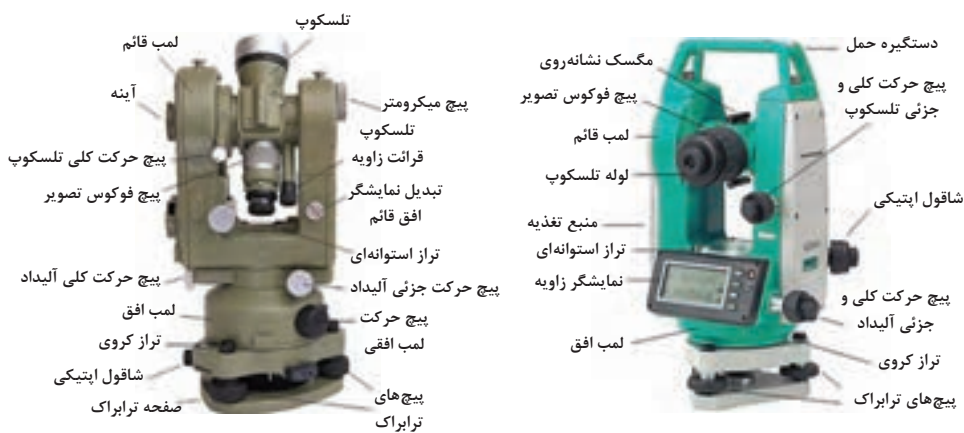 تلسکوپ
لمب قائم
آینه
پیچ حرکت کلی تلسکوپ
پیچ فوکوس تصویر
پیچ حرکت کلی آلیداد
لمب افق
تراز کروی
شاقول اپتیکی
صفحه ترابراک
پیچ میکرومتر
تلسکوپ
قرائت زاویه
تبدیل نمایشگر
افق قائم
تراز استوانه‌ای
پیچ حرکت جزئی آلیداد
پیچ حرکت
لمب افقی
پیچ‌های
ترابراک
دستگیره حمل
مگسک نشانه‌روی
پیچ فوکوس تصویر
لمب قائم
لوله تلسکوپ
منبع تغذیه
تراز استوانه‌ای
نمایشگر زاویه
لمب افق
پیچ حرکت کلی و
جزئی تلسکوپ
شاقول اپتیکی
پیچ حرکت کلی و
جزئی آلیداد
تراز کروی
پیچ‌های ترابراک